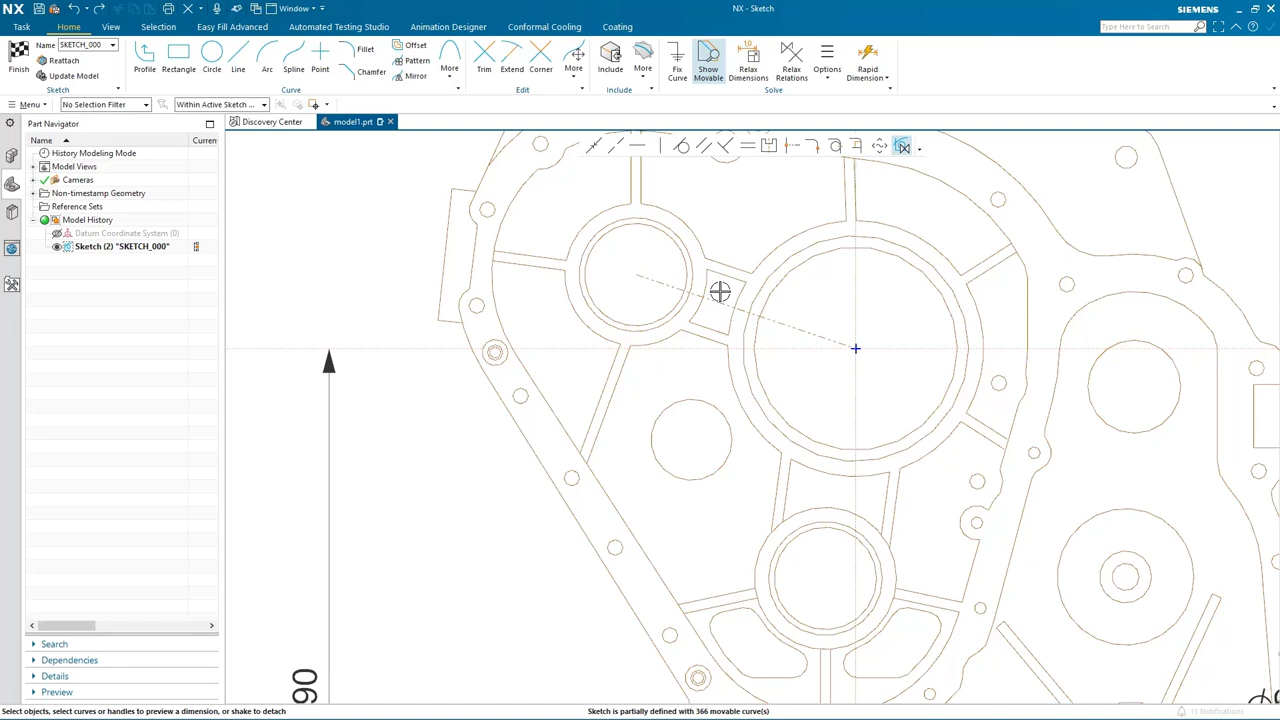 NX
Window
NX - Sketch
SIEMENS
Task
Home
View
Selection
Easy Fill Advanced
Automated Testing Studio
Animation Designer
Conformal Cooling
Coating
Type Here to Search
Finish
Name SKETCH_000
Reattach
Update Model
Sketch
Profile
Rectangle
Circle
Line
Arc
Spline
Point
Fillet
Chamfer
Offset
Pattern
Mirror
More
Curve
Trim
Extend
Corner
More
Edit
Include
More
Include
Fix Curve
Show Movable
Relax Dimensions
Relax Relations
Options
Rapid Dimension
Solve
Menu
No Selection Filter
Within Active Sketch ...
Part Navigator
Discovery Center
model1.prt
Name
Current
History Modeling Mode
Model Views
Cameras
Non-timestamp Geometry
Reference Sets
Model History
Datum Coordinate System (0)
Sketch (2) "SKETCH_000"
90
Search
Dependencies
Details
Preview
Select objects, select curves or handles to preview a dimension, or shake to detach
Sketch is partially defined with 366 movable curve(s)
11 Notifications